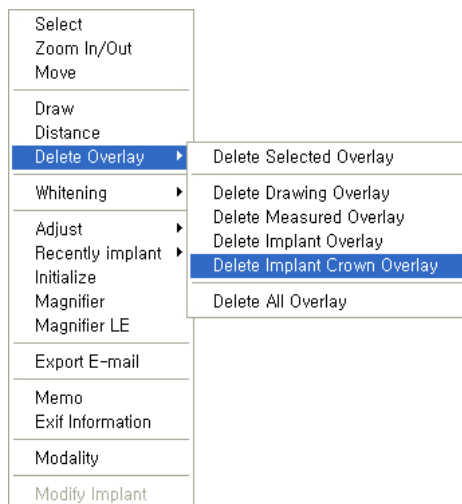 Select
Zoom In/Out
Move
Draw
Distance
Delete Overlay
Whitening
Adjust
Recently implant
Initialize
Magnifier
Magnifier LE
Export E-mail
Memo
Exif Information
Modality
Modify Implant
Delete Selected Overlay
Delete Drawing Overlay
Delete Measured Overlay
Delete Implant Overlay
Delete Implant Crown Overlay
Delete All Overlay